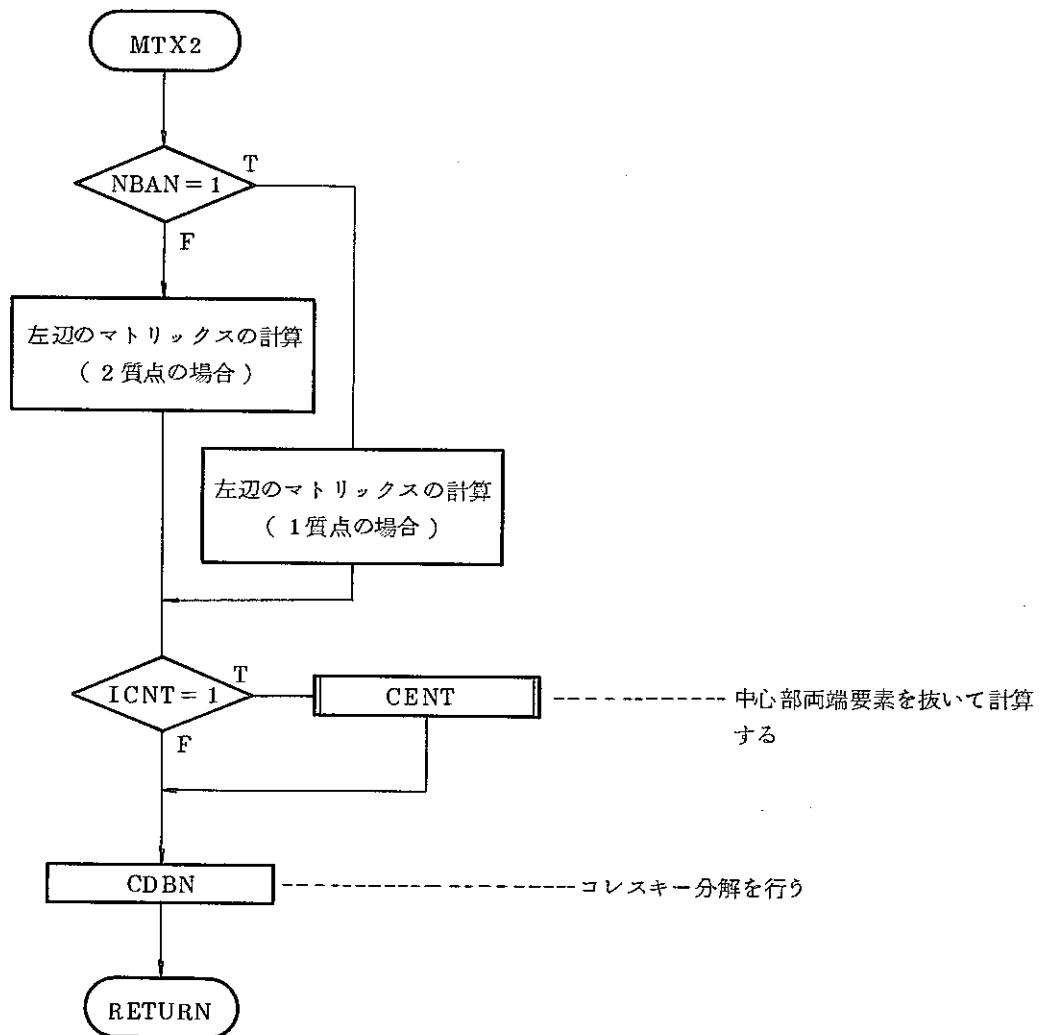 MTX2
NBAN = 1
T
F
左辺のマトリックスの計算
( 2 質点の場合 )
左辺のマトリックスの計算
( 1質点の場合 )
ICNT = 1
T
F
CENT
中心部両端要素を抜いて計算
する
CDBN
コレスキー分解を行う
RETURN